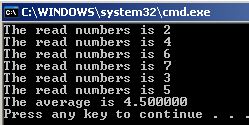 C:\WINDOWS\system32\cmd.exe
The read numbers is 2
The read numbers is 4
The read numbers is 6
The read numbers is 7
The read numbers is 3
The read numbers is 5
The average is 4.500000
Press any key to continue . . .